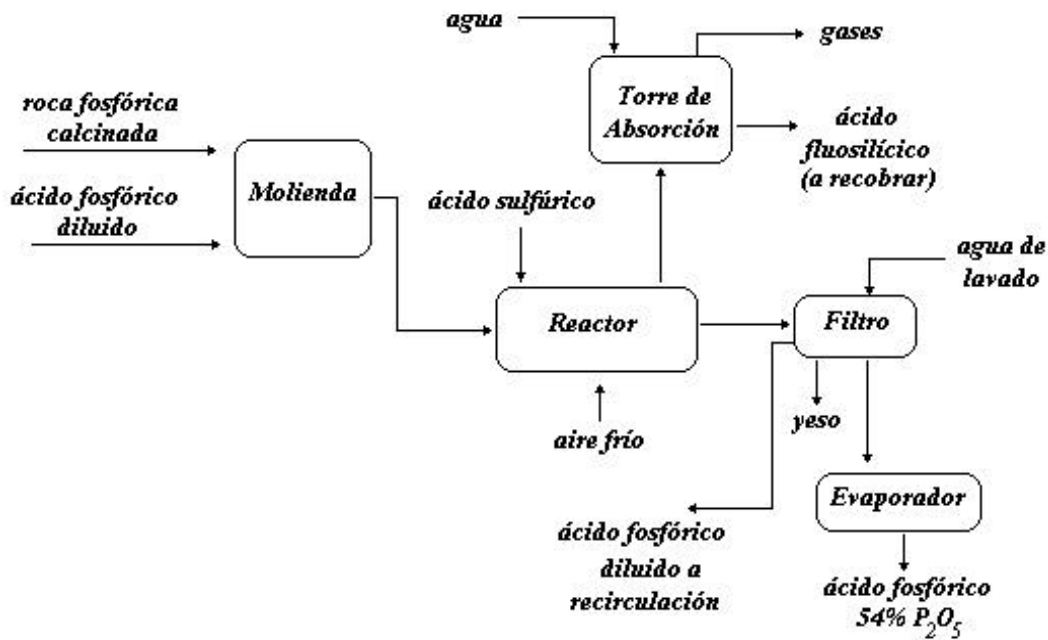 agua
gases
Torre de
Absorción
roca fosfórica
calcinada
ácido
fluosilícico
(a recobrar)
Molienda
ácido fosfórico
diluido
ácido sulfúrico
agua de
lavado
Reactor
Filtro
aire frío
yeso
Evaporador
ácido fosfórico
diluido a
recirculación
ácido fosfórico
54% P₂O₅